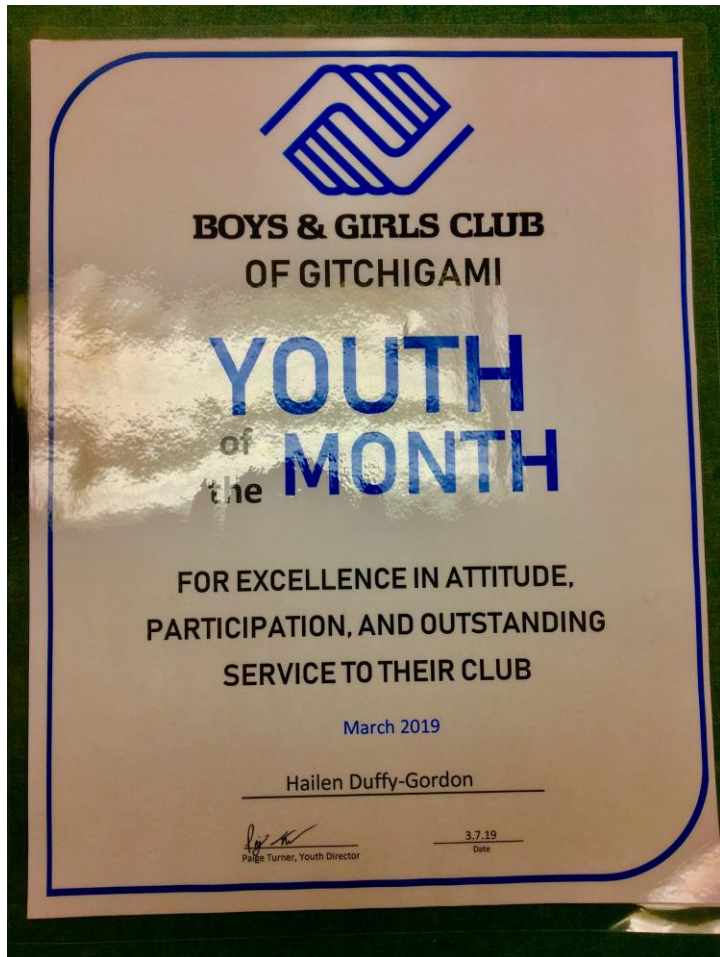 BOYS & GIRLS CLUB
OF GITCHIGAMI
YOUTH
of
the MONTH
FOR EXCELLENCE IN ATTITUDE,
PARTICIPATION, AND OUTSTANDING
SERVICE TO THEIR CLUB
March 2019
Hailen Duffy-Gordon
3.7.19
Paige Turner, Youth Director
Date